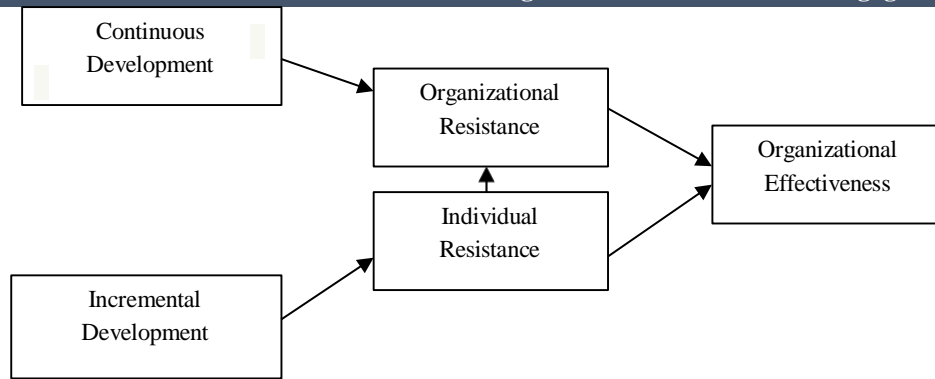 Continuous
Development
Organizational
Resistance
Organizational
Effectiveness
Individual
Resistance
Incremental
Development